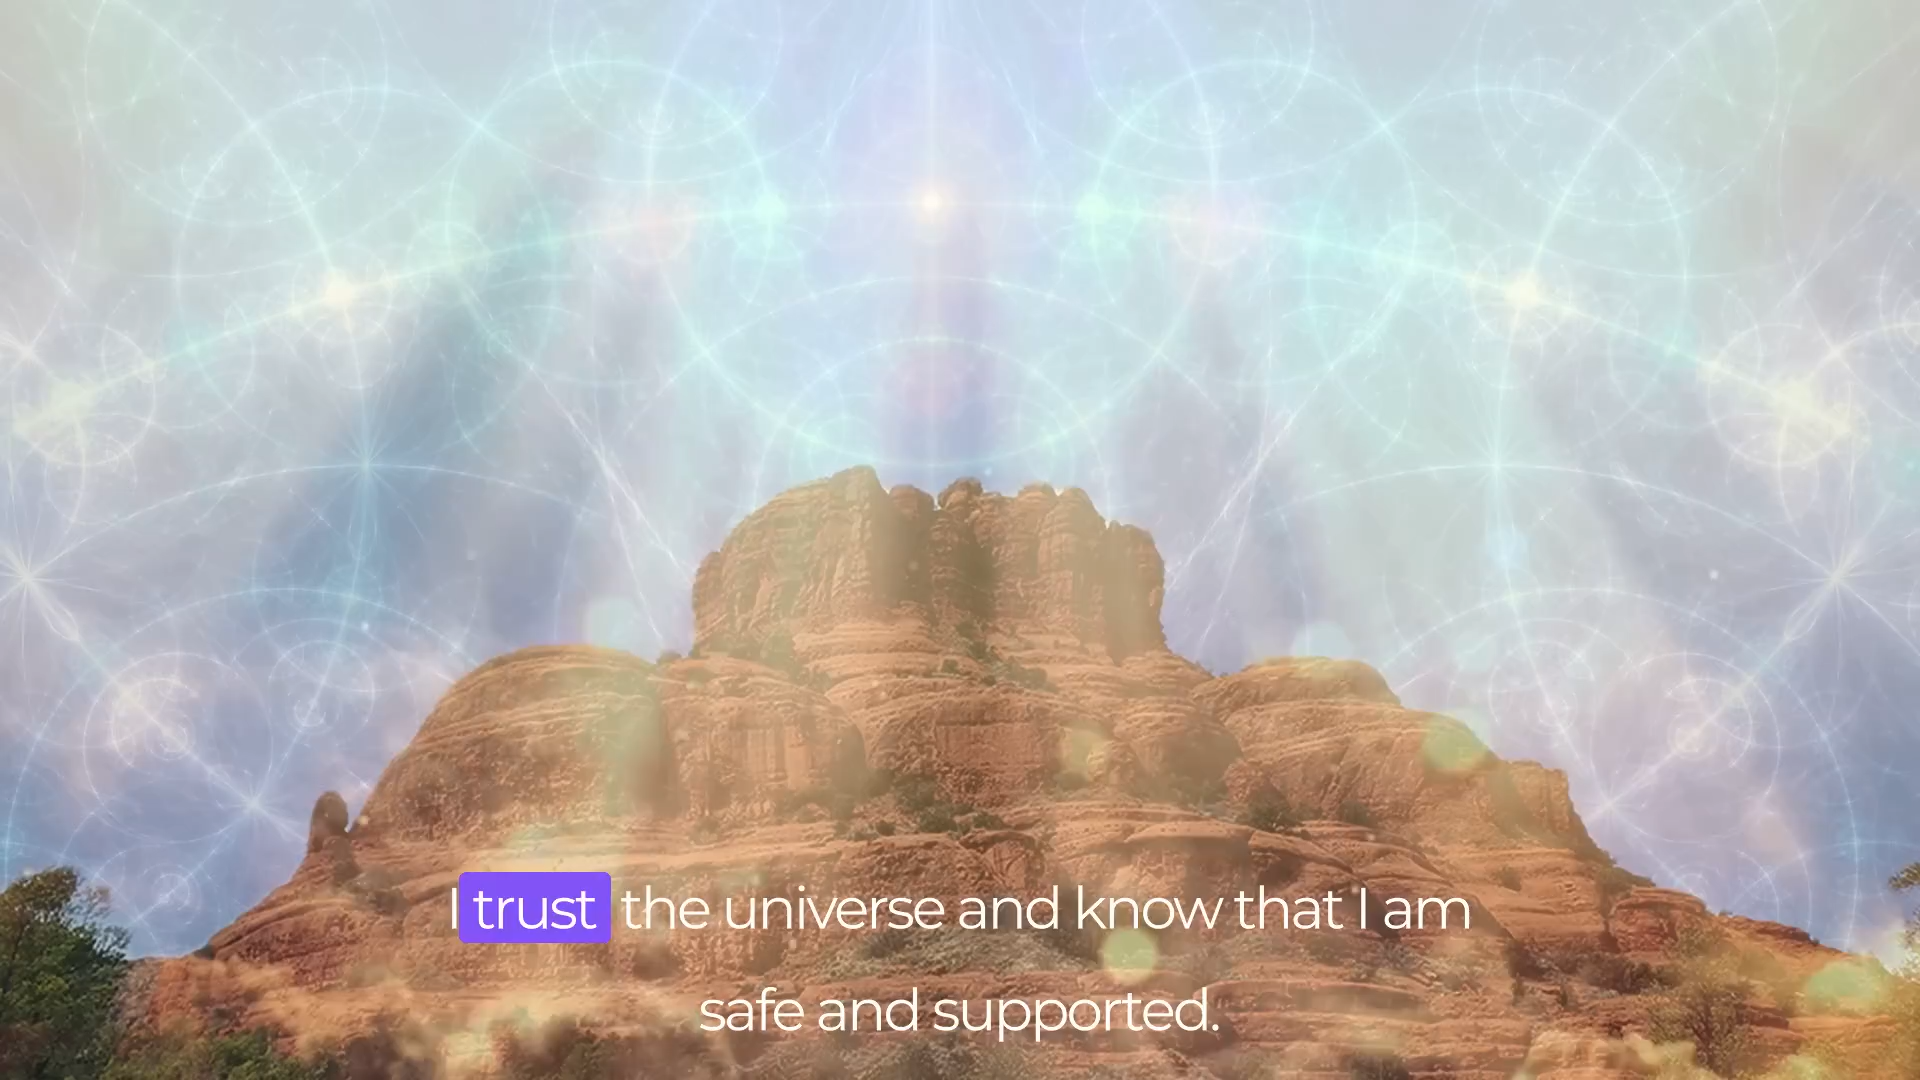 I trust the universe and know that I am
safe and supported.